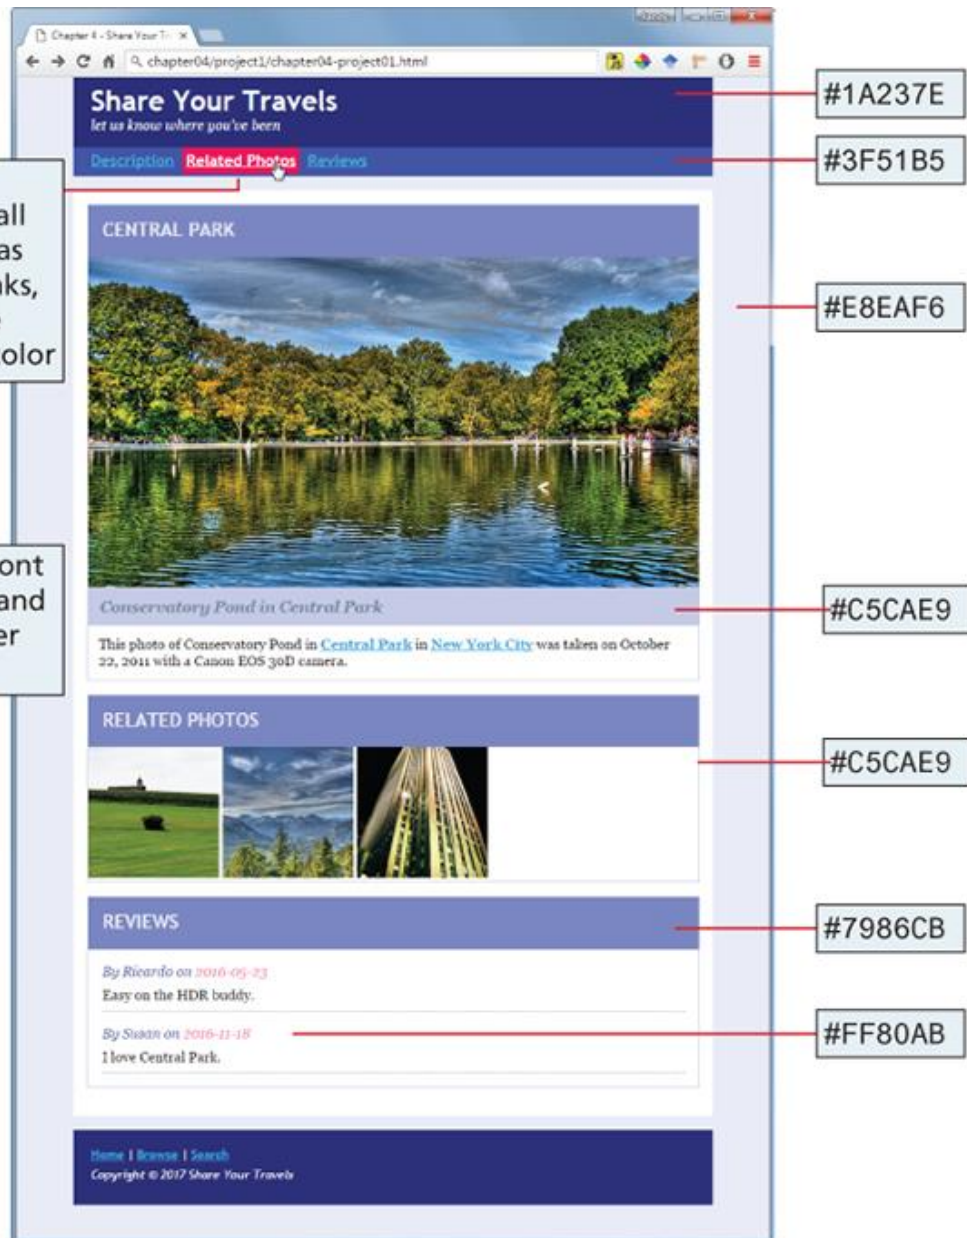 Chapter 4 - Share Your Tr
chapter04/project1/chapter04-project01.html
Share Your Travels
let us know where you've been
Description Related Photos Reviews
#1A237E
#3F51B5
all
as
ks,
color
CENTRAL PARK
#E8EAF6
ont
and
er
Conservatory Pond in Central Park
#C5CAE9
This photo of Conservatory Pond in Central Park in New York City was taken on October
22, 2011 with a Canon EOS 30D camera.
RELATED PHOTOS
#C5CAE9
REVIEWS
#7986CB
By Ricardo on 2016-05-23
Easy on the HDR buddy.
By Susan on 2016-11-18
#FF80AB
I love Central Park.
Home | Browse | Search
Copyright © 2017 Share Your Travels